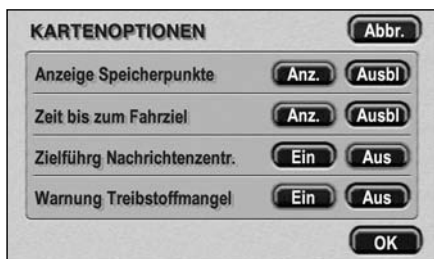 KARTENOPTIONEN Abbr.
Anzeige Speicherpunkte Anz. Ausbl
Zeit bis zum Fahrziel Anz. Ausbl
Zielführg Nachrichtenzentr. Ein Aus
Warnung Treibstoffmangel Ein Aus
OK